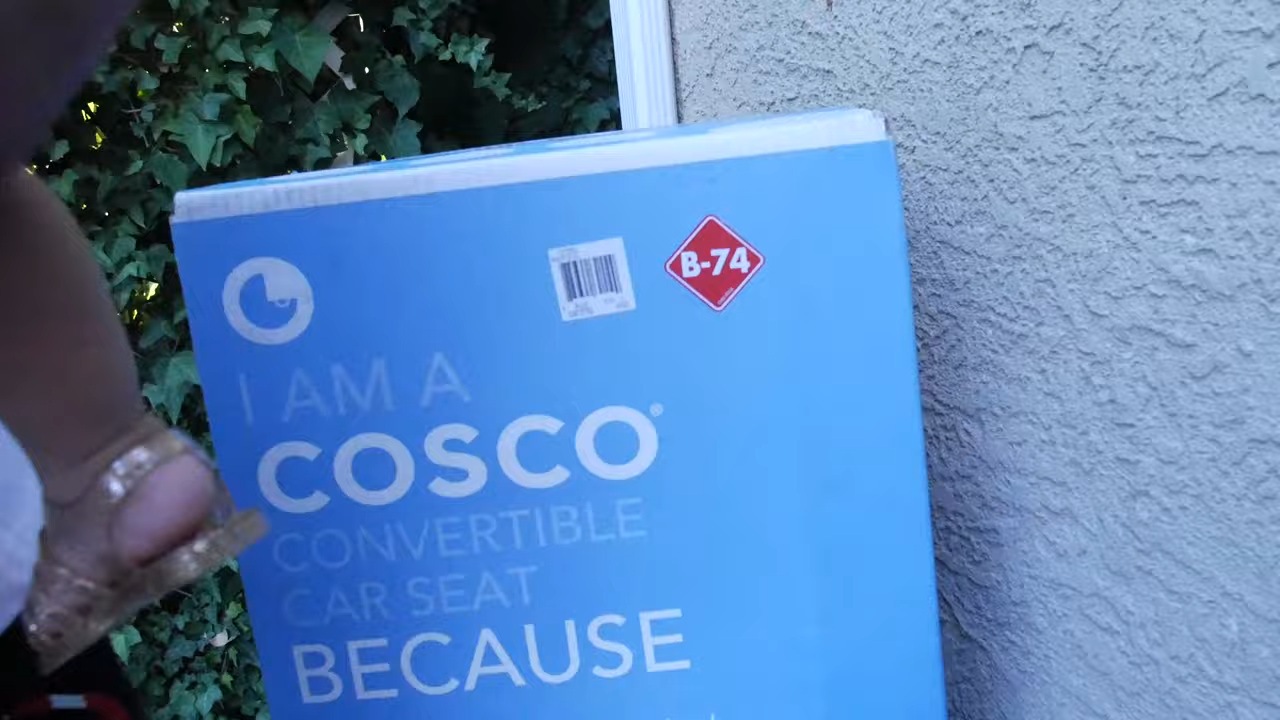 B-74
I AM A
COSCO
CONVERTIBLE
CAR SEAT
BECAUSE